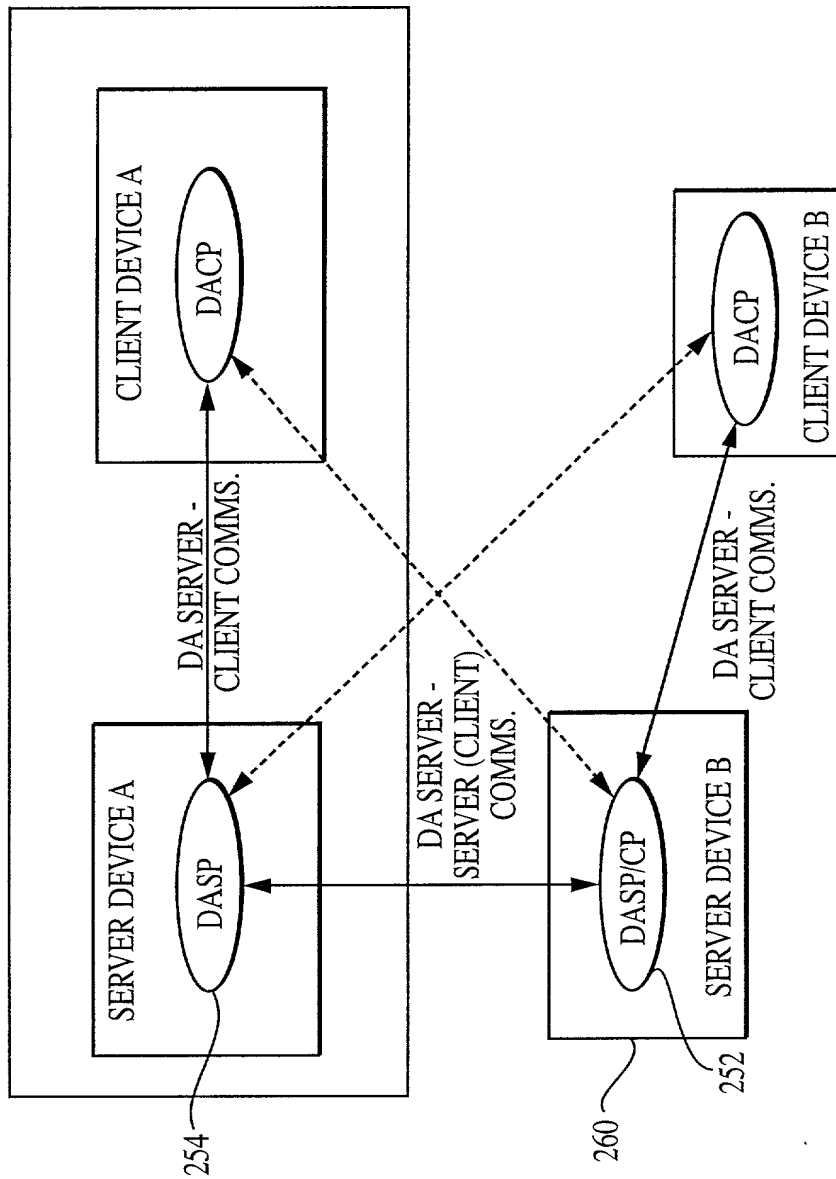 SERVER DEVICE A
DASP
254
DA SERVER -
CLIENT COMMS.
CLIENT DEVICE A
DACP
DA SERVER -
SERVER (CLIENT)
COMMS.
DASP/CP
SERVER DEVICE B
260
252
DA SERVER -
CLIENT COMMS.
DACP
CLIENT DEVICE B